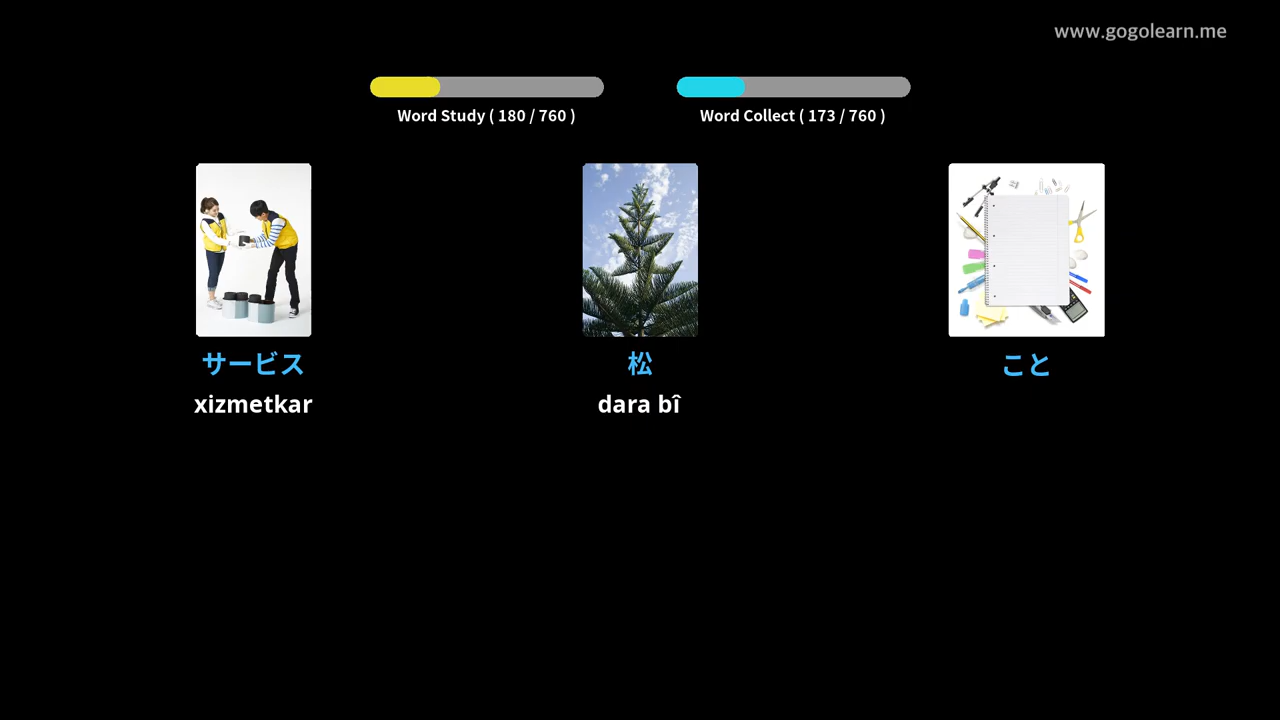 www.gogolearn.me
Word Study ( 180 / 760 )
Word Collect ( 173 / 760 )
サービス
松
こと
xizmetkar
dara bî